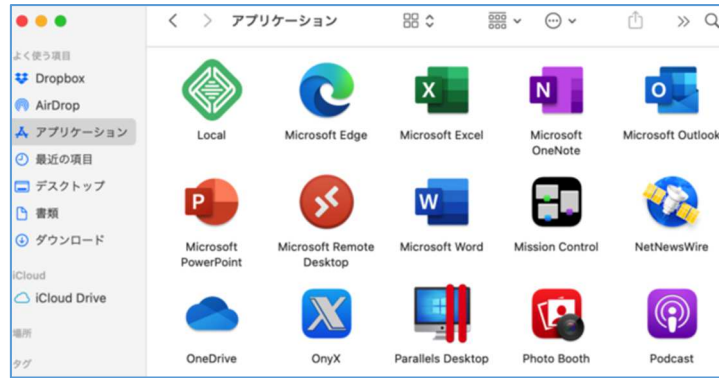 アプリケーション
よく使う項目
Dropbox
AirDrop
アプリケーション
最近の項目
デスクトップ
書類
ダウンロード
iCloud
iCloud Drive
場所
タグ
Local
Microsoft Edge
Microsoft Excel
Microsoft
OneNote
Microsoft Outlook
Microsoft
PowerPoint
Microsoft Remote
Desktop
Microsoft Word
Mission Control
NetNewsWire
OneDrive
OnyX
Parallels Desktop
Photo Booth
Podcast